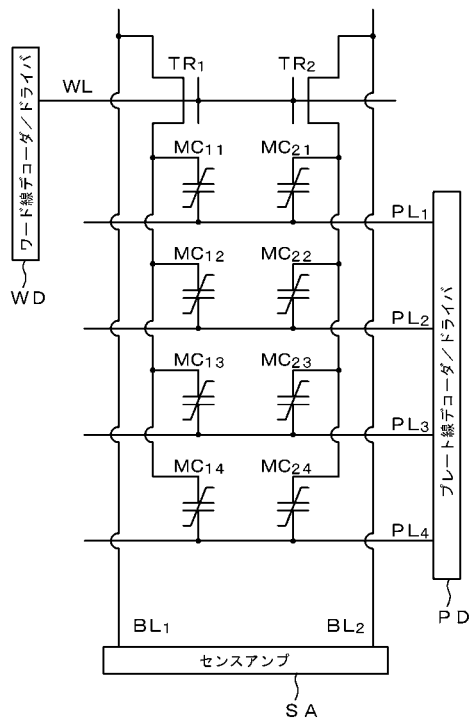 TR1 TR2
WL
ワード線デコーダ/ドライバ
WD
MC11 MC21
PL1
MC12 MC22
PL2
MC13 MC23
PL3
MC14 MC24
PL4
プレート線デコーダ/ドライバ
PD
BL1 BL2
センスアンプ
SA